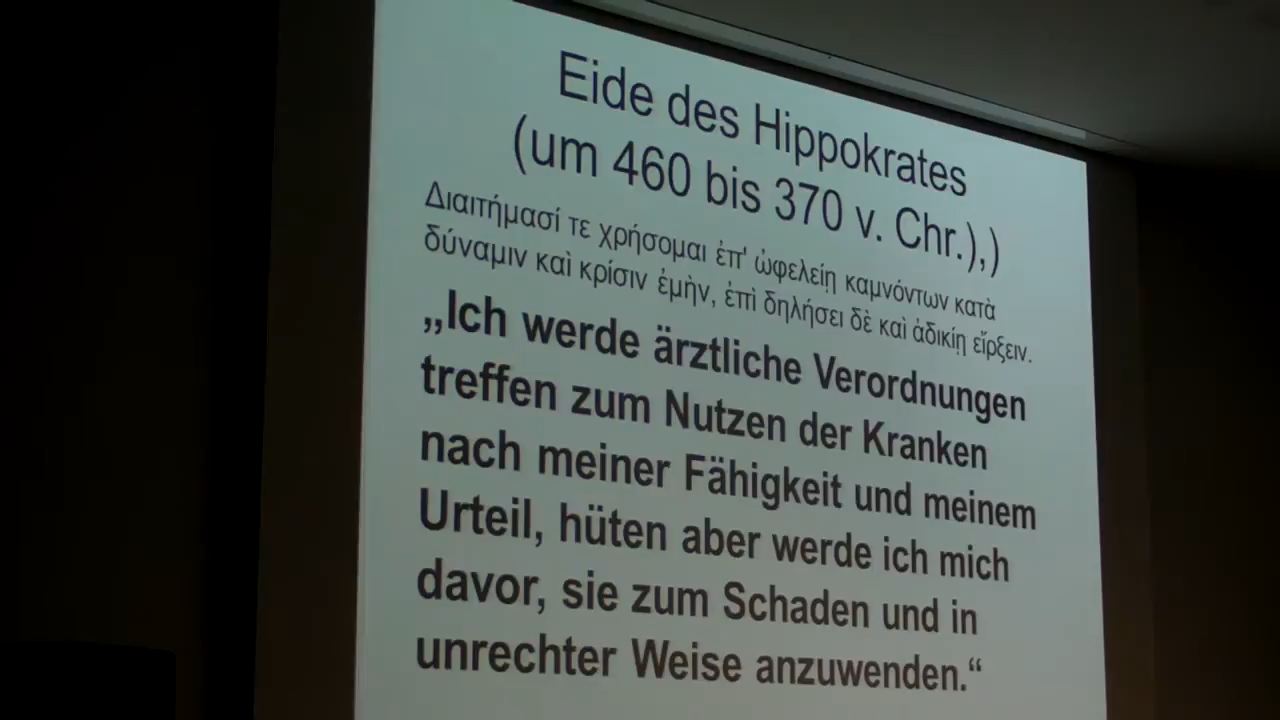 Eide des Hippokrates
(um 460 bis 370 v. Chr.),)
Διαιτήμασί τε χρήσομαι ἐπ' ὠφελείῃ καμνόντων κατὰ
δύναμιν καὶ κρίσιν ἐμὴν, ἐπὶ δηλήσει δὲ καὶ ἀδικίῃ εἴρξειν.
„Ich werde ärztliche Verordnungen
treffen zum Nutzen der Kranken
nach meiner Fähigkeit und meinem
Urteil, hüten aber werde ich mich
davor, sie zum Schaden und in
unrechter Weise anzuwenden.“